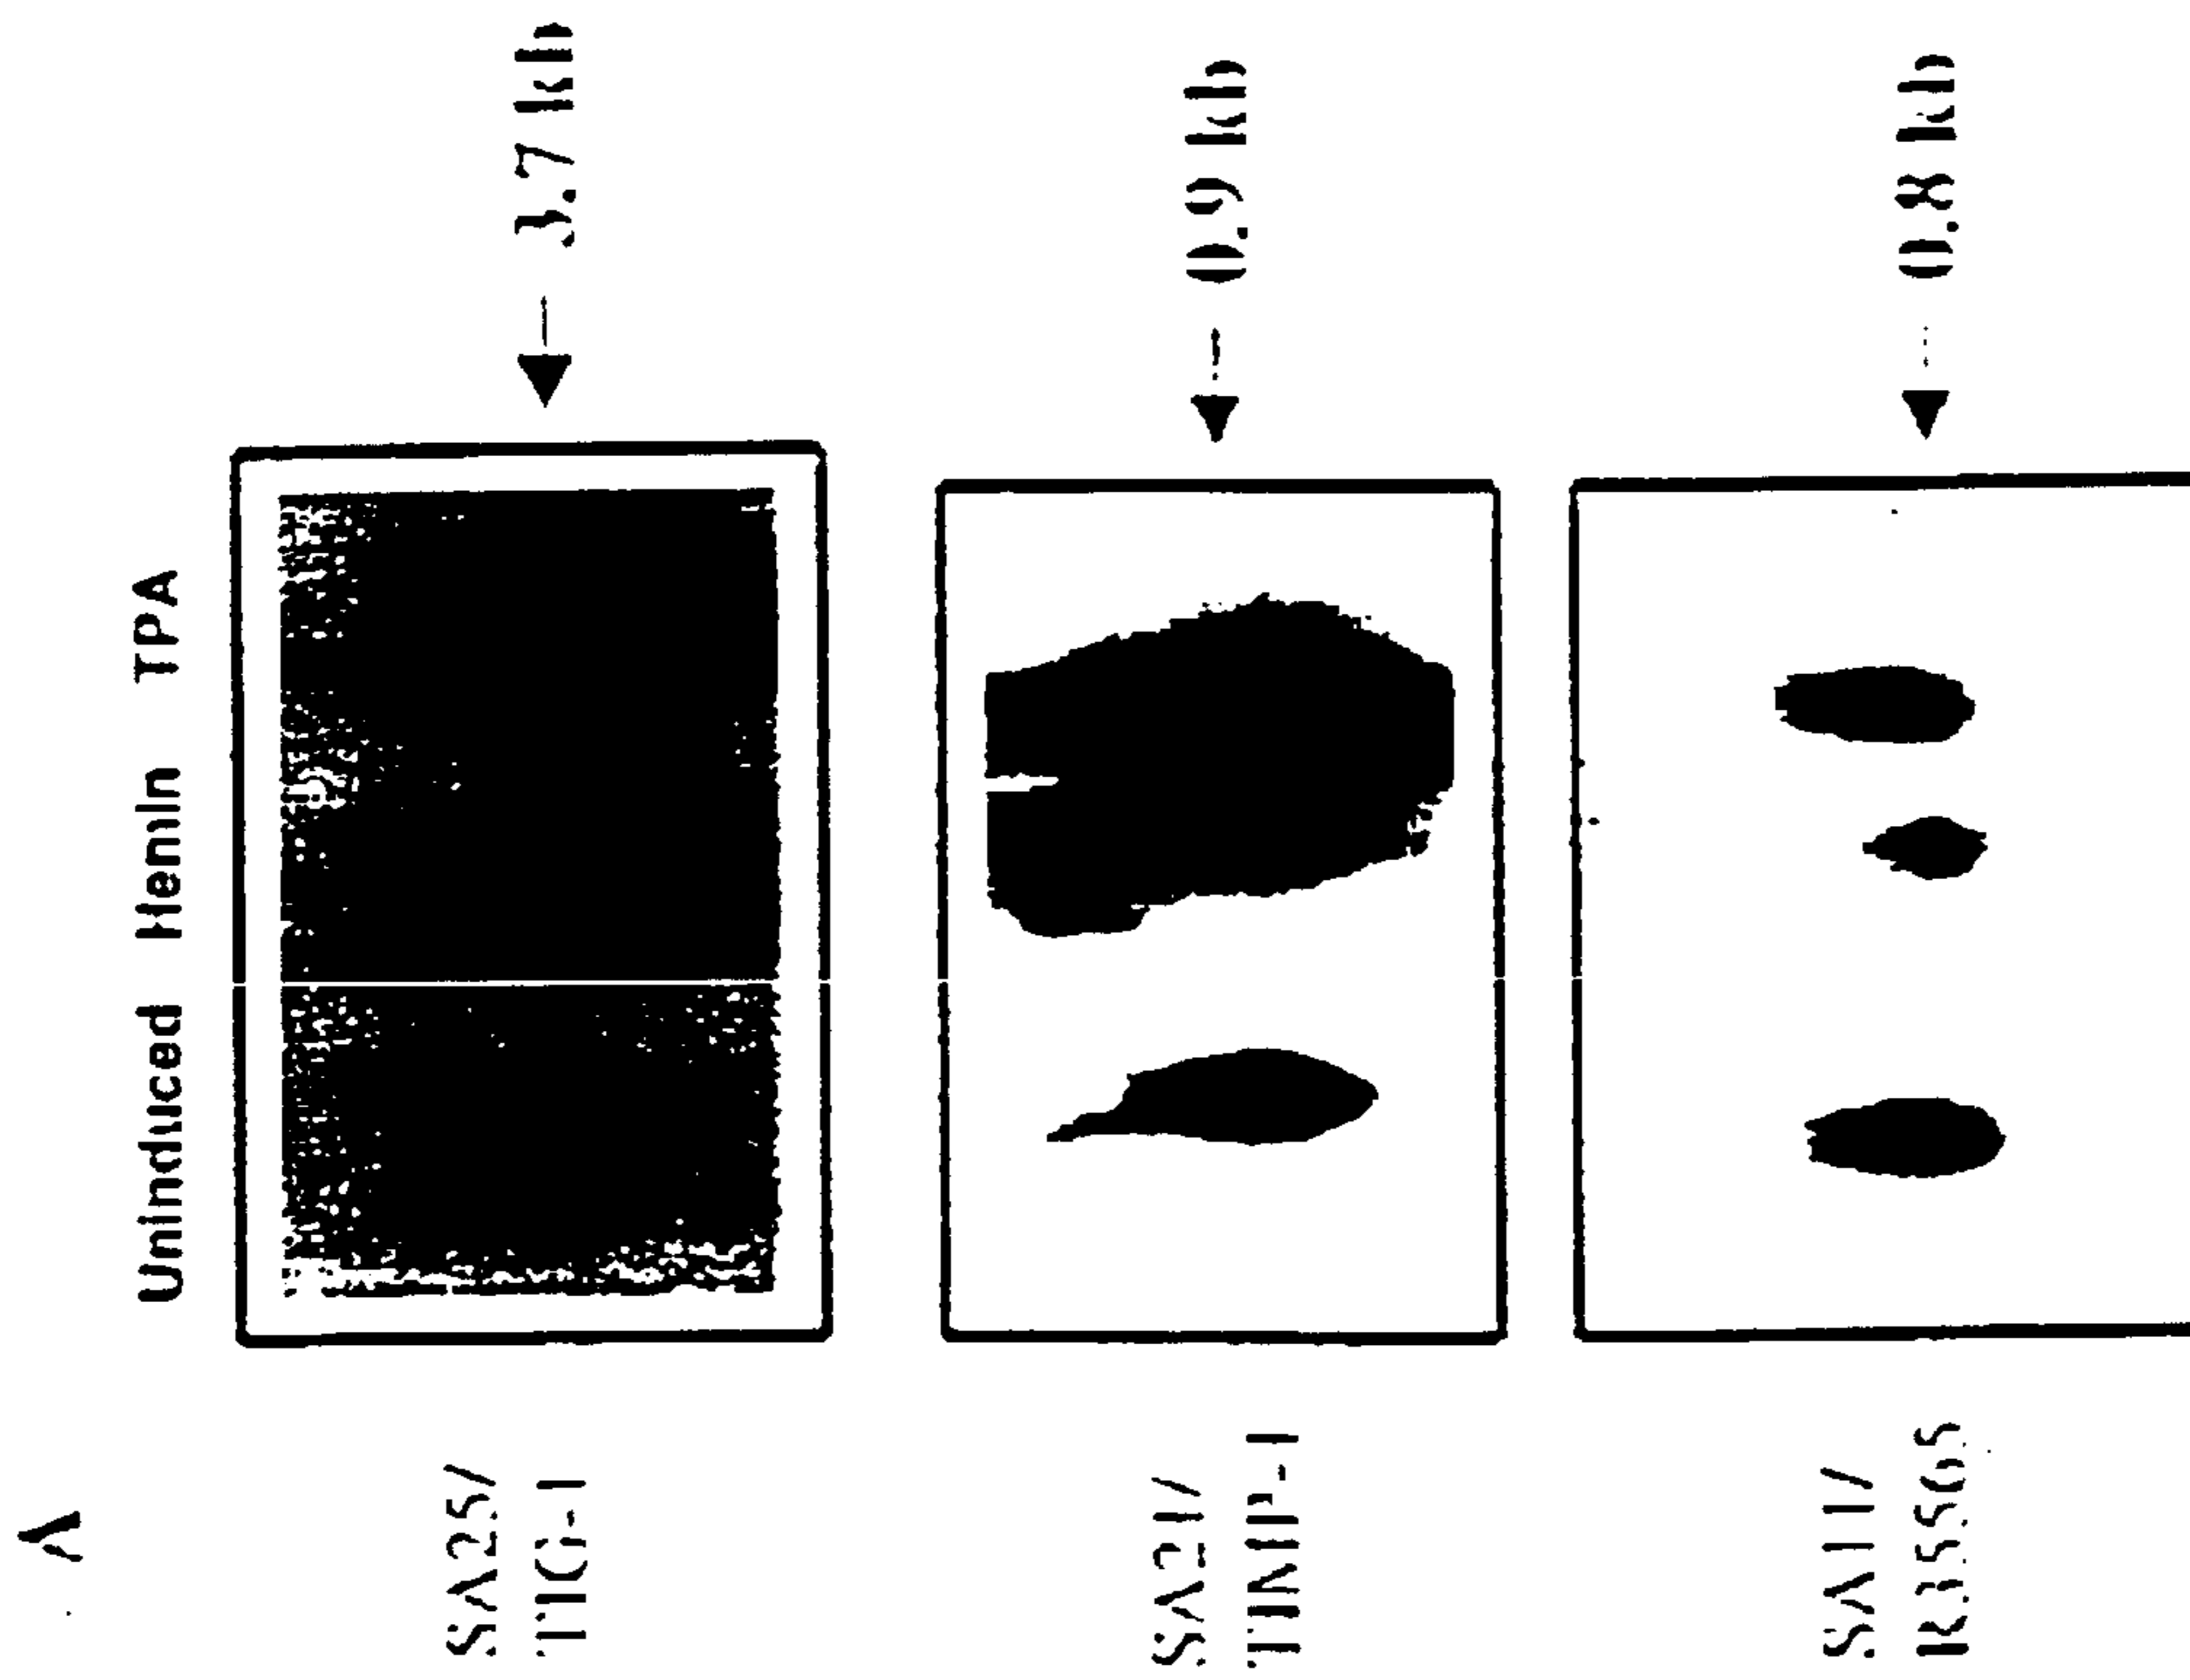 A
Uninduced Hemin TPA
SA25/
3.7 kb
SA21/
TIMP-1
0.9 kb
SA11/
0.8 kb